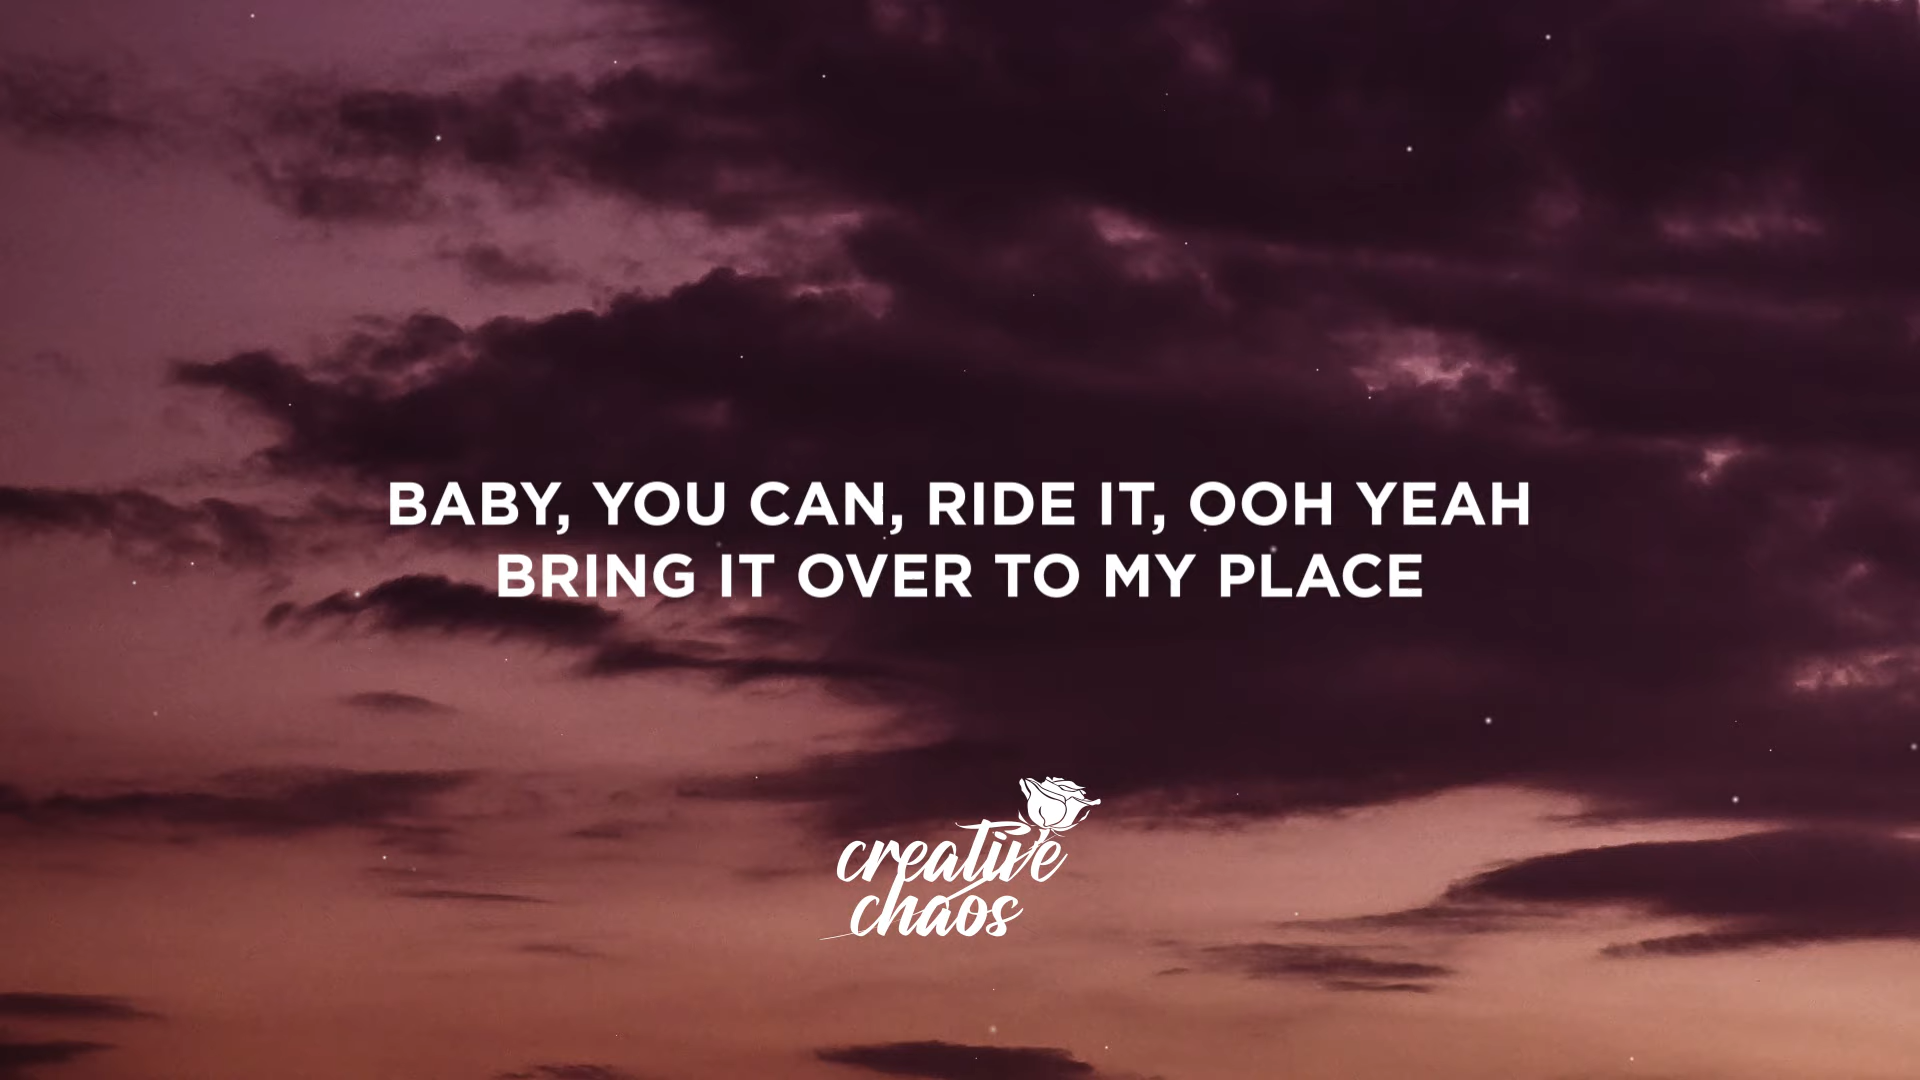 BABY, YOU CAN, RIDE IT, OOH YEAH
BRING IT OVER TO MY PLACE
creative
chaos